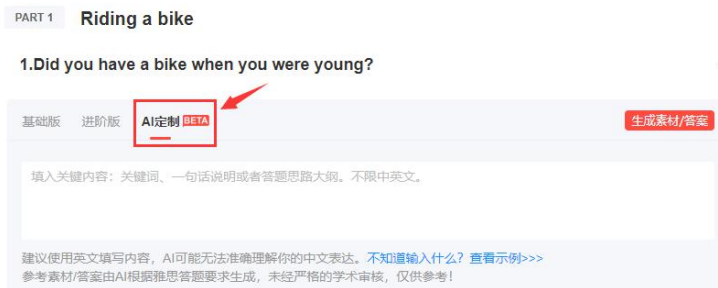 PART 1 Riding a bike
1.Did you have a bike when you were young?
基础版 进阶版 AI定制 BETA 生成素材/答案
填入关键内容：关键词、一句话说明或者答题思路大纲。不限中英文。
建议使用英文填写内容，AI可能无法准确理解你的中文表达。不知道输入什么？查看示例>>>
参考素材/答案由AI根据雅思答题要求生成，未经严格的学术审核，仅供参考！